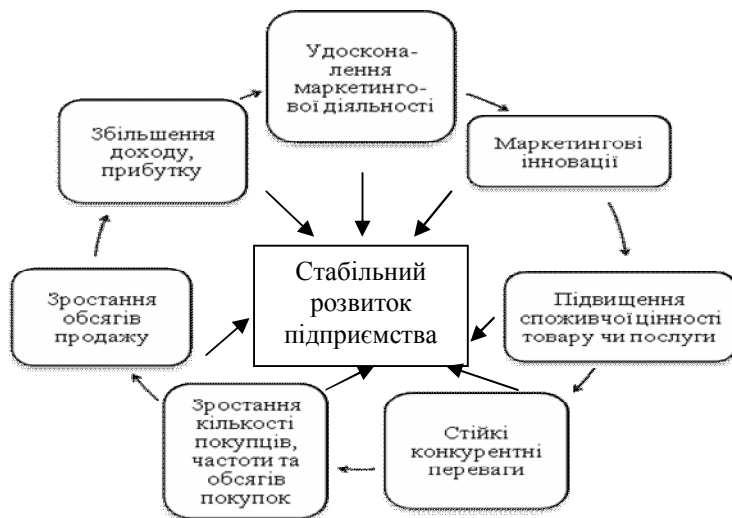 Удоскона-
лення
маркетинго-
вої діяльності
Маркетингові
інновації
Підвищення
споживчої цінності
товару чи послуги
Стійкі
конкурентні
переваги
Зростання
кількості
покупців,
частоти та
обсягів
покупок
Зростання
обсягів
продажу
Збільшення
доходу,
прибутку
Стабільний
розвиток
підприємства